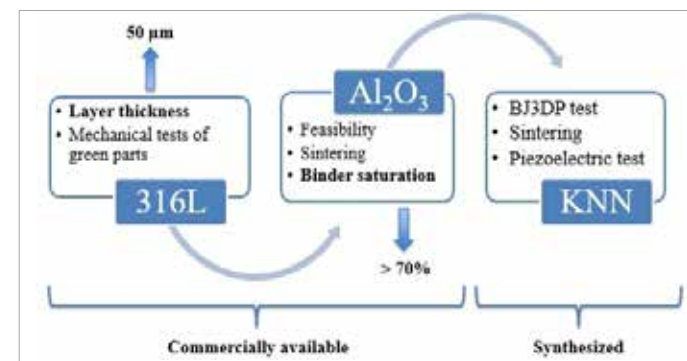 50 µm
• Layer thickness
• Mechanical tests of
green parts
316L
Al₂O₃
• Feasibility
• Sintering
• Binder saturation
> 70%
• BJ3DP test
• Sintering
• Piezoelectric test
KNN
Commercially available
Synthesized